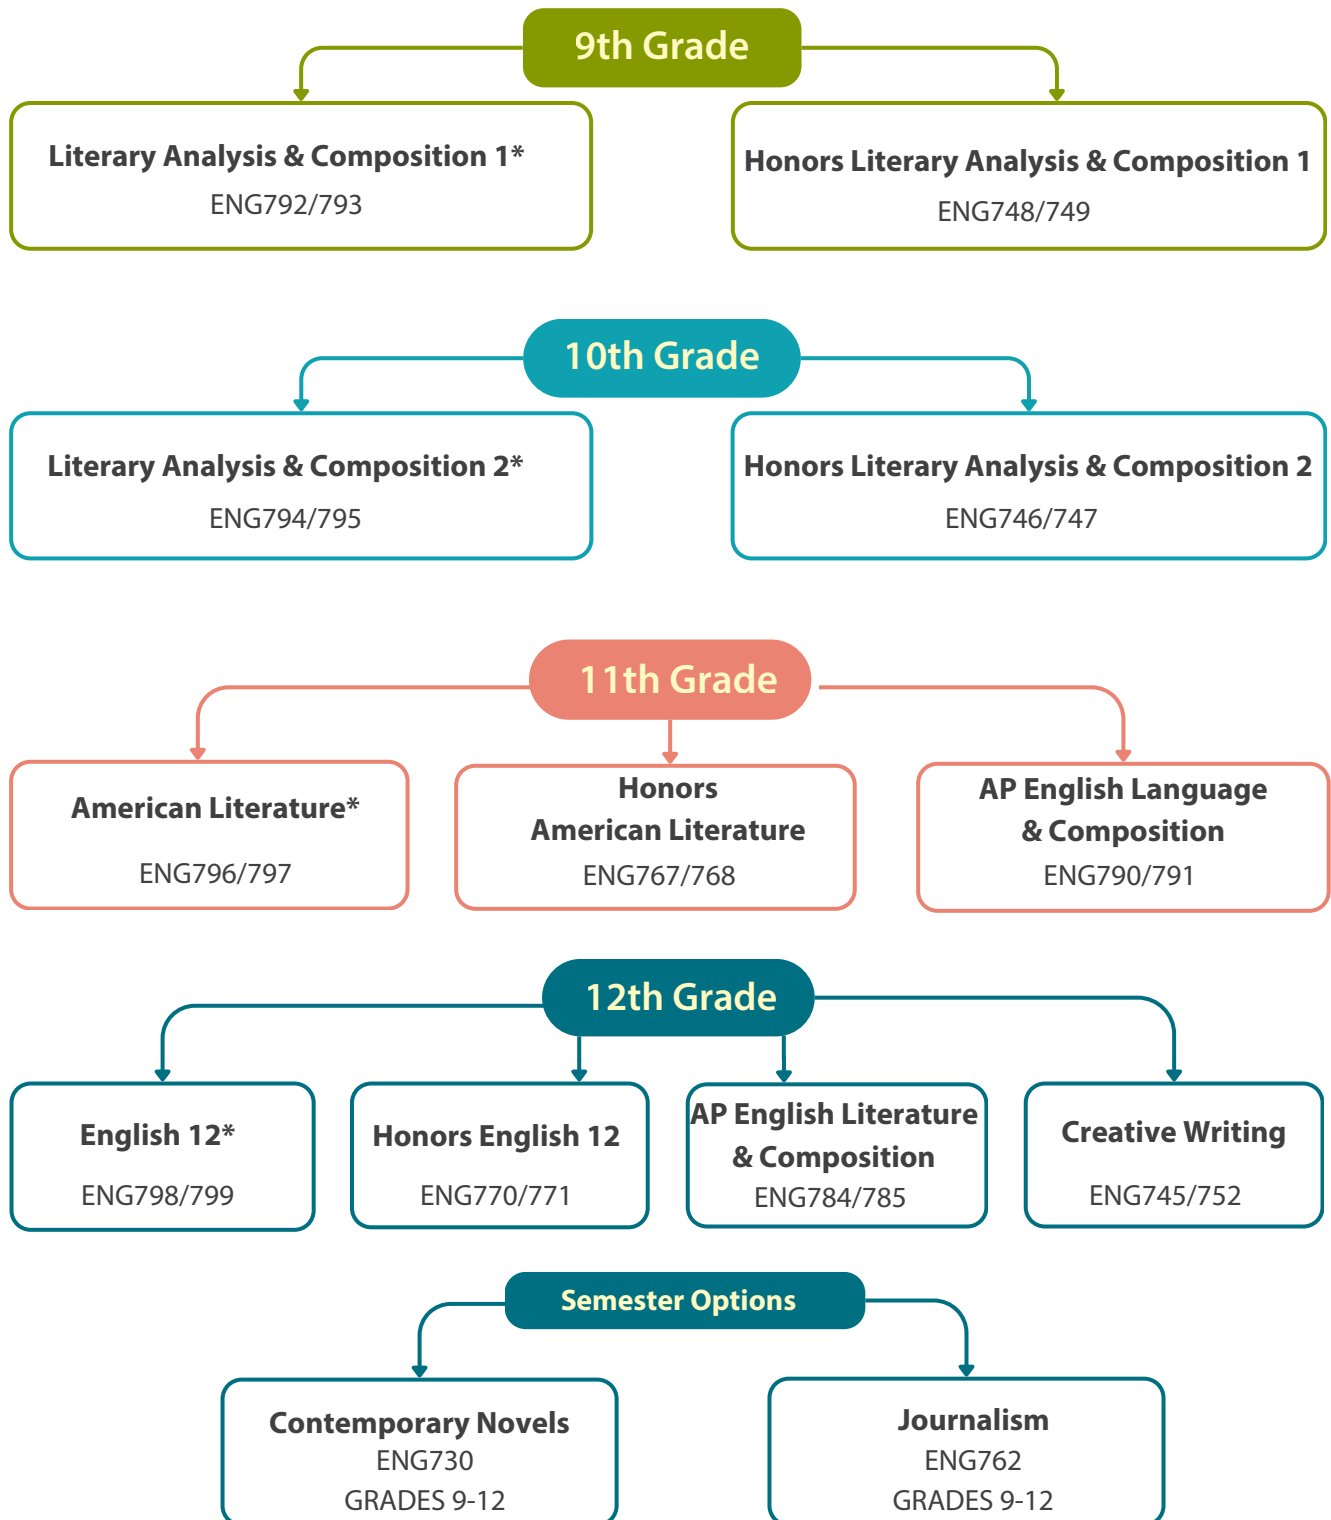 9th Grade
Literary Analysis & Composition 1*
ENG792/793
Honors Literary Analysis & Composition 1
ENG748/749
10th Grade
Literary Analysis & Composition 2*
ENG794/795
Honors Literary Analysis & Composition 2
ENG746/747
11th Grade
American Literature*
ENG796/797
Honors
American Literature
ENG767/768
AP English Language
& Composition
ENG790/791
12th Grade
English 12*
ENG798/799
Honors English 12
ENG770/771
AP English Literature
& Composition
ENG784/785
Creative Writing
ENG745/752
Semester Options
Contemporary Novels
ENG730
GRADES 9-12
Journalism
ENG762
GRADES 9-12